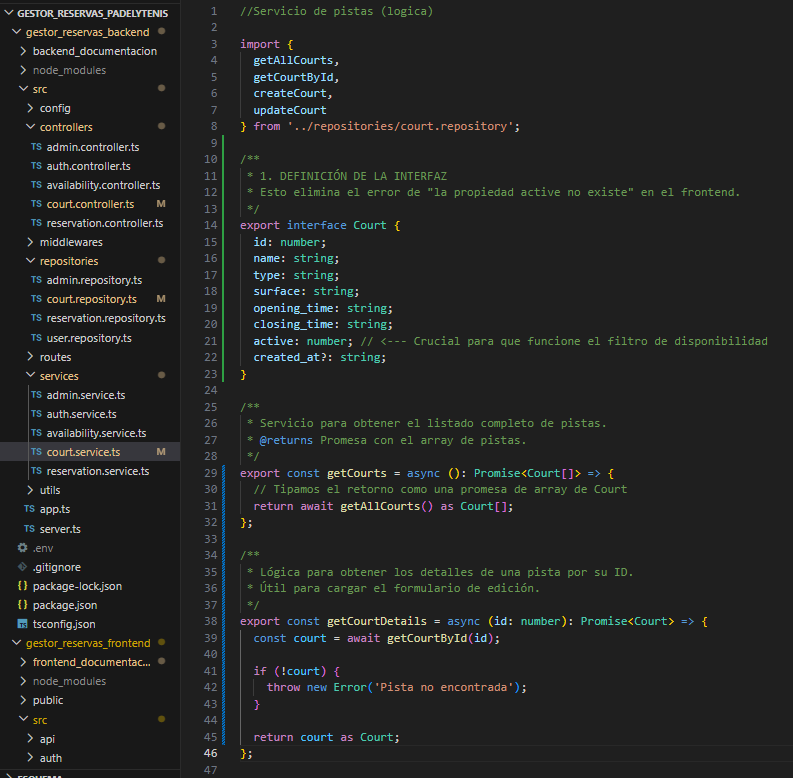 GESTOR_RESERVAS_PADELYTENIS
gestor_reservas_backend
backend_documentacion
node_modules
src
config
controllers
TS admin.controller.ts
TS auth.controller.ts
TS availability.controller.ts
TS court.controller.ts M
TS reservation.controller.ts
middlewares
repositories
TS admin.repository.ts
TS court.repository.ts M
TS reservation.repository.ts
TS user.repository.ts
routes
services
TS admin.service.ts
TS auth.service.ts
TS availability.service.ts
TS court.service.ts M
TS reservation.service.ts
utils
TS app.ts
TS server.ts
.env
.gitignore
{} package-lock.json
{} package.json
TS tsconfig.json
gestor_reservas_frontend
frontend_documentac...
node_modules
public
src
api
auth
1 //Servicio de pistas (logica)
2
3 import {
4 getAllCourts,
5 getCourtById,
6 createCourt,
7 updateCourt
8 } from '../repositories/court.repository';
9
10 /**
11 * 1. DEFINICIÓN DE LA INTERFAZ
12 * Esto elimina el error de "la propiedad active no existe" en el frontend.
13 */
14 export interface Court {
15 id: number;
16 name: string;
17 type: string;
18 surface: string;
19 opening_time: string;
20 closing_time: string;
21 active: number; // <--- Crucial para que funcione el filtro de disponibilidad
22 created_at?: string;
23 }
24
25 /**
26 * Servicio para obtener el listado completo de pistas.
27 * @returns Promesa con el array de pistas.
28 */
29 export const getCourts = async (): Promise<Court[]> => {
30 // Tipamos el retorno como una promesa de array de Court
31 return await getAllCourts() as Court[];
32 };
33
34 /**
35 * Lógica para obtener los detalles de una pista por su ID.
36 * Útil para cargar el formulario de edición.
37 */
38 export const getCourtDetails = async (id: number): Promise<Court> => {
39 const court = await getCourtById(id);
40
41 if (!court) {
42 throw new Error('Pista no encontrada');
43 }
44
45 return court as Court;
46 };
47